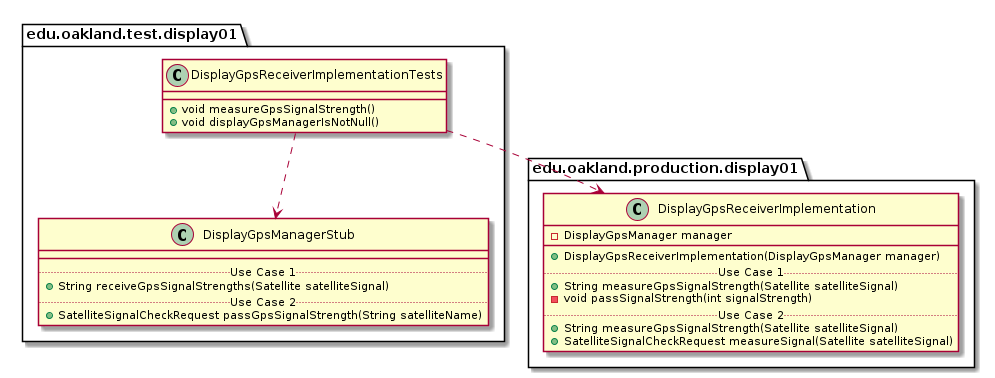 edu.oakland.test.display01
C DisplayGpsReceiverImplementationTests
void measureGpsSignalStrength()
void displayGpsManagerIsNotNull()
C DisplayGpsManagerStub
Use Case 1
String receiveGpsSignalStrengths(Satellite satelliteSignal)
Use Case 2
SatelliteSignalCheckRequest passGpsSignalStrength(String satelliteName)
edu.oakland.production.display01
C DisplayGpsReceiverImplementation
DisplayGpsManager manager
DisplayGpsReceiverImplementation(DisplayGpsManager manager)
Use Case 1
String measureGpsSignalStrength(Satellite satelliteSignal)
void passSignalStrength(int signalStrength)
Use Case 2
String measureGpsSignalStrength(Satellite satelliteSignal)
SatelliteSignalCheckRequest measureSignal(Satellite satelliteSignal)